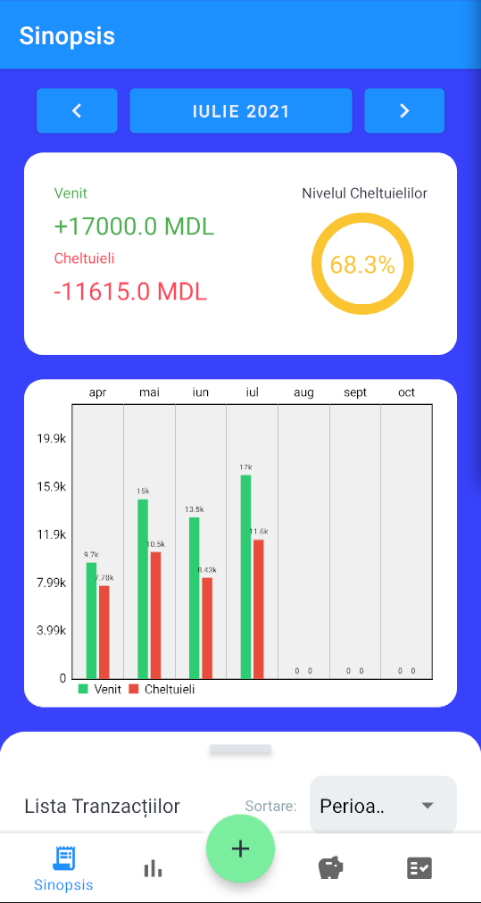 Sinopsis
IULIE 2021
Venit
+17000.0 MDL
Cheltuieli
-11615.0 MDL
Nivelul Cheltuielilor
68.3%
apr mai iun iul aug sept oct
19.9k
15.9k
11.9k
7.99k
3.99k
0
9.7k 7.78k 15k 10.5k 13.5k 8.43k 17k 11.6k 0 0 0 0 0 0
Venit Cheltuieli
Lista Tranzacțiilor
Sortare:
Perioa..
+
Sinopsis